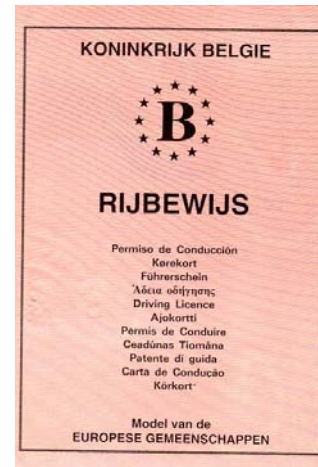 KONINKRIJK BELGIE
B
RIJBEWIJS
Permiso de Conducción
Kørekort
Führerschein
Άδεια οδήγησης
Driving Licence
Ajokortti
Permis de Conduire
Ceadúnas Tiomána
Patente di guida
Carta de Condução
Körkort
Model van de
EUROPESE GEMEENSCHAPPEN